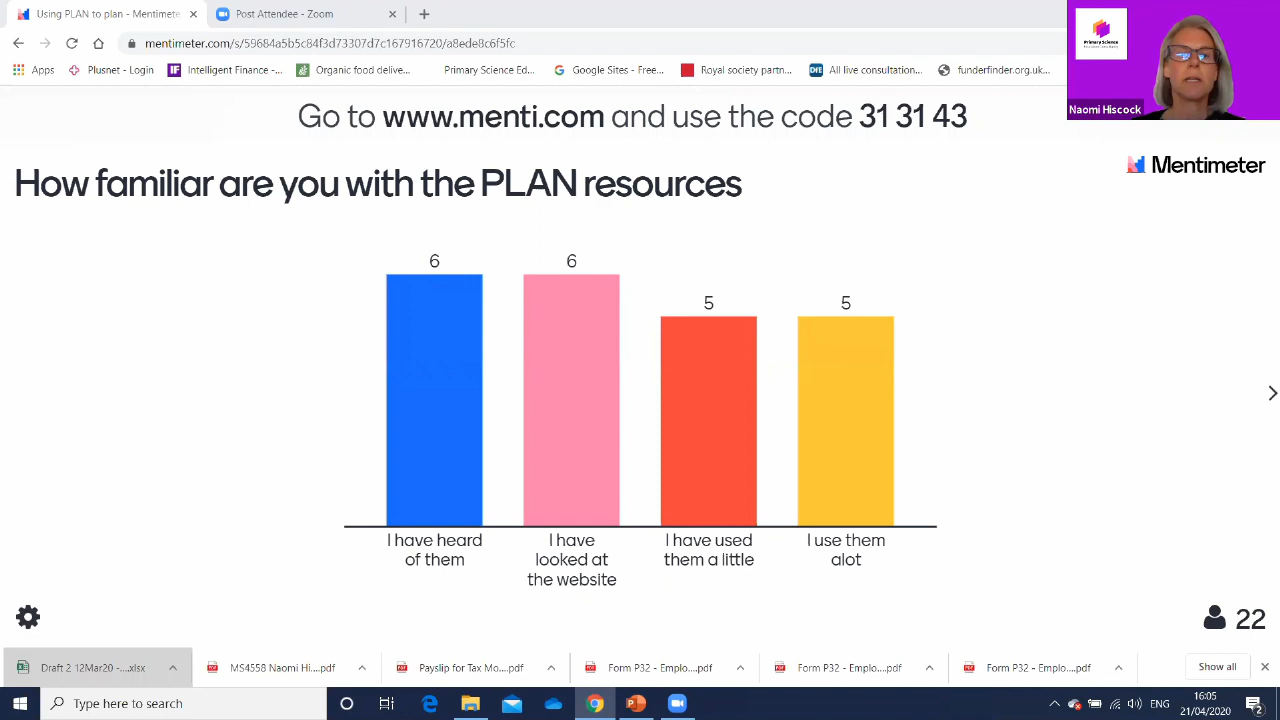 Using PLAN to plan - Mentimeter
Post Attendee - Zoom
mentimeter.com/s/59684a5b5c8f3d73307d7c1b7f516720/a8ede8c6f5fc
Apps
Plusnet - Login
Intelligent Finance -...
Organic food delive...
Primary Science Ed...
Google Sites - Free...
Royal society partn...
DfE
All live consultation...
funderfinder.org.uk...
Primary Science
Naomi Hiscock
Go to www.menti.com and use the code 31 31 43
Mentimeter
How familiar are you with the PLAN resources
6
6
5
5
I have heard
of them
I have
looked at
the website
I have used
them a little
I use them
alot
22
Draft 2 12Mar20 -....xlsx
MS4558 Naomi Hi....pdf
Payslip for Tax Mo....pdf
Form P32 - Emplo....pdf
Form P32 - Emplo....pdf
Form P32 - Emplo....pdf
Show all
Type here to search
ENG
16:05
21/04/2020
2